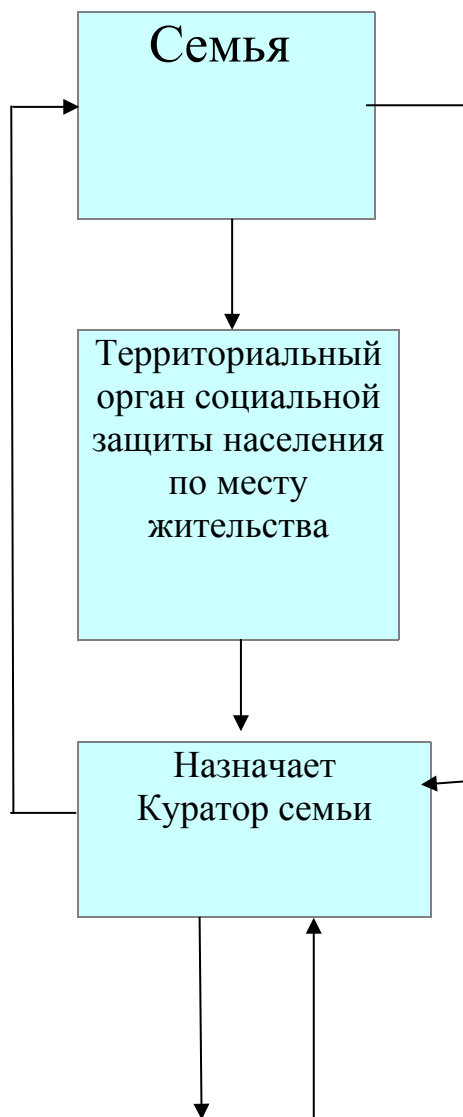 Семья
Территориальный
орган социальной
защиты населения
по месту
жительства
Назначает
Куратор семьи